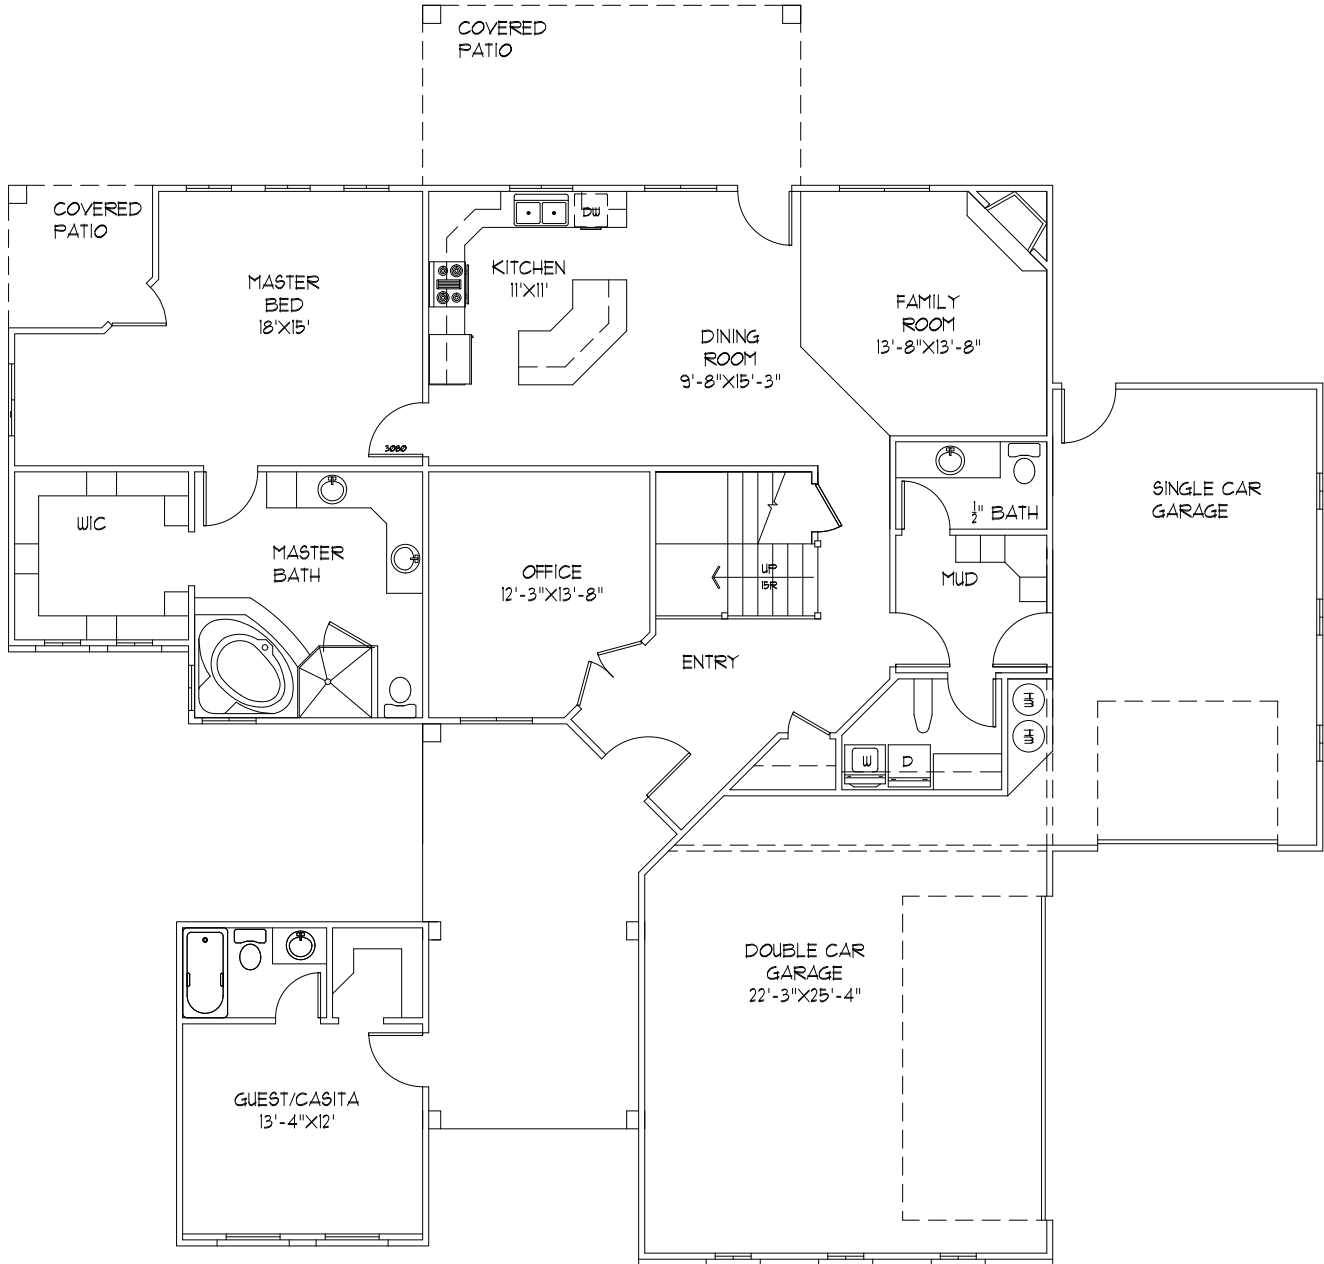 COVERED
PATIO
COVERED
PATIO
DW
MASTER
BED
18'X15'
KITCHEN
11'X11'
FAMILY
ROOM
13'-8"X13'-8"
DINING
ROOM
9'-8"X15'-3"
3080
SINGLE CAR
GARAGE
WIC
½" BATH
MASTER
BATH
OFFICE
12'-3"X13'-8"
UP
15R
MUD
ENTRY
HW
HW
W
D
DOUBLE CAR
GARAGE
22'-3"X25'-4"
GUEST/CASITA
13'-4"X12'